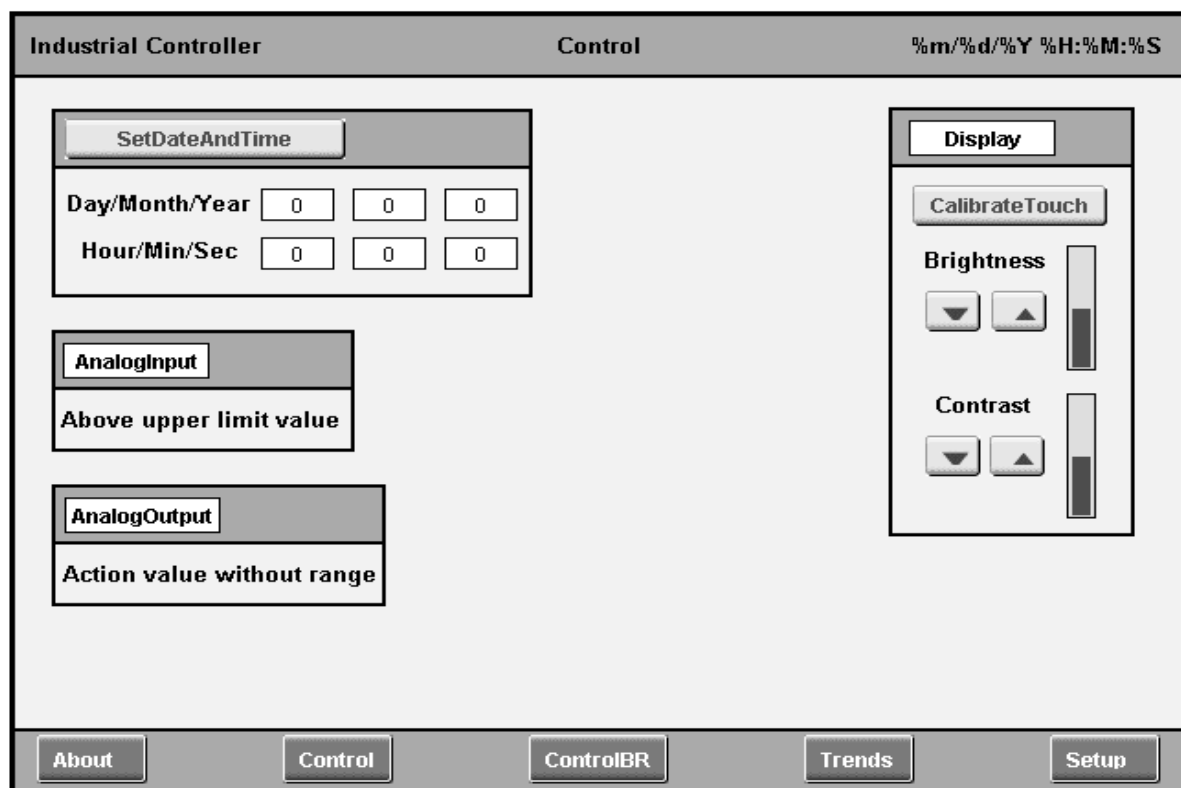 Industrial Controller Control %m/%d/%Y %H:%M:%S
SetDateAndTime
Day/Month/Year 0 0 0
Hour/Min/Sec 0 0 0
AnalogInput
Above upper limit value
AnalogOutput
Action value without range
Display
CalibrateTouch
Brightness
Contrast
About Control ControlBR Trends Setup